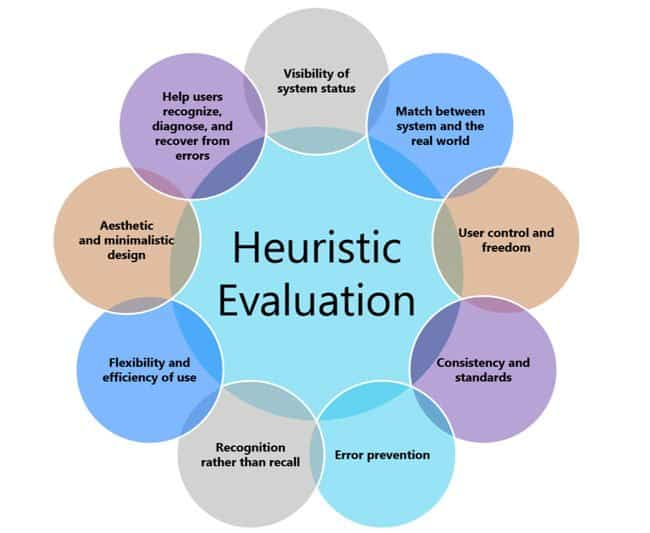 Visibility of
system status
Match between
system and the
real world
User control and
freedom
Consistency and
standards
Error prevention
Recognition
rather than recall
Flexibility and
efficiency of use
Aesthetic
and minimalistic
design
Help users
recognize,
diagnose, and
recover from
errors
Heuristic
Evaluation